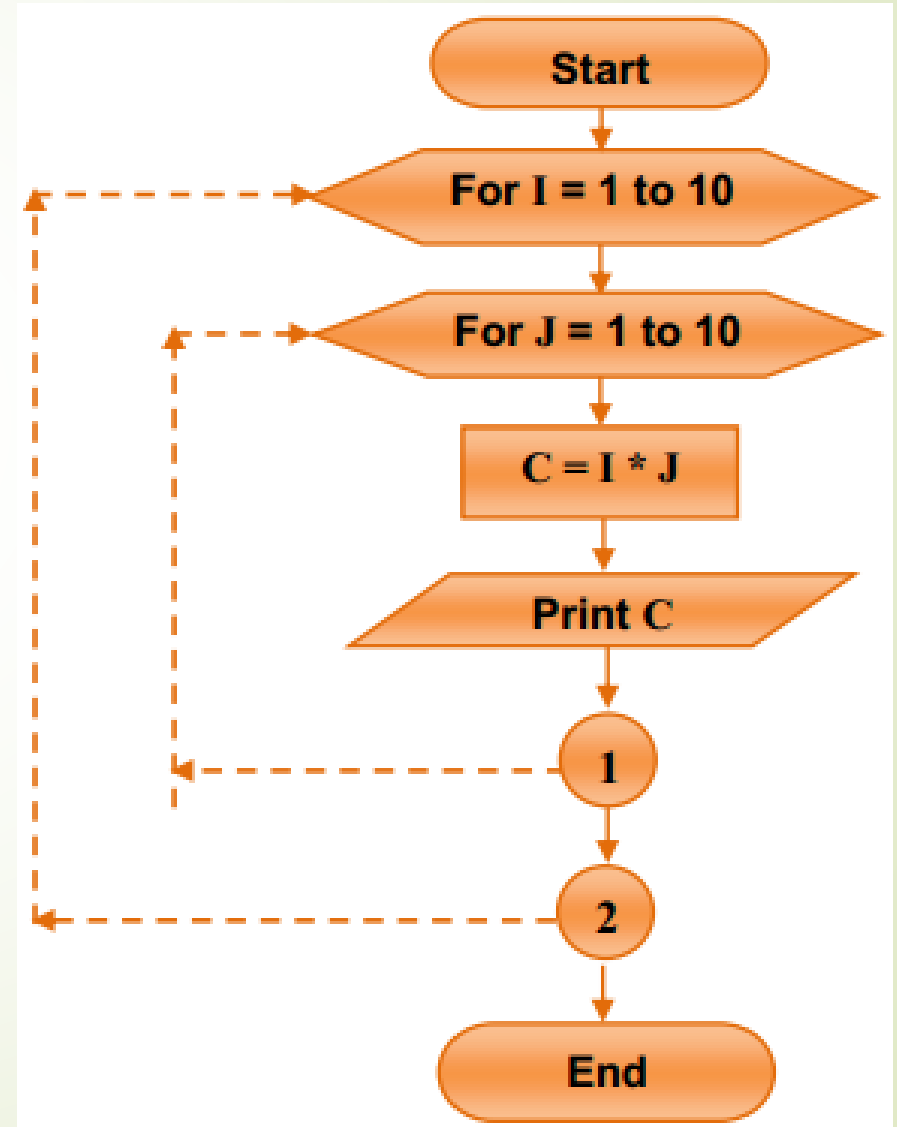 Start
For I = 1 to 10
For J = 1 to 10
C = I * J
Print C
1
2
End